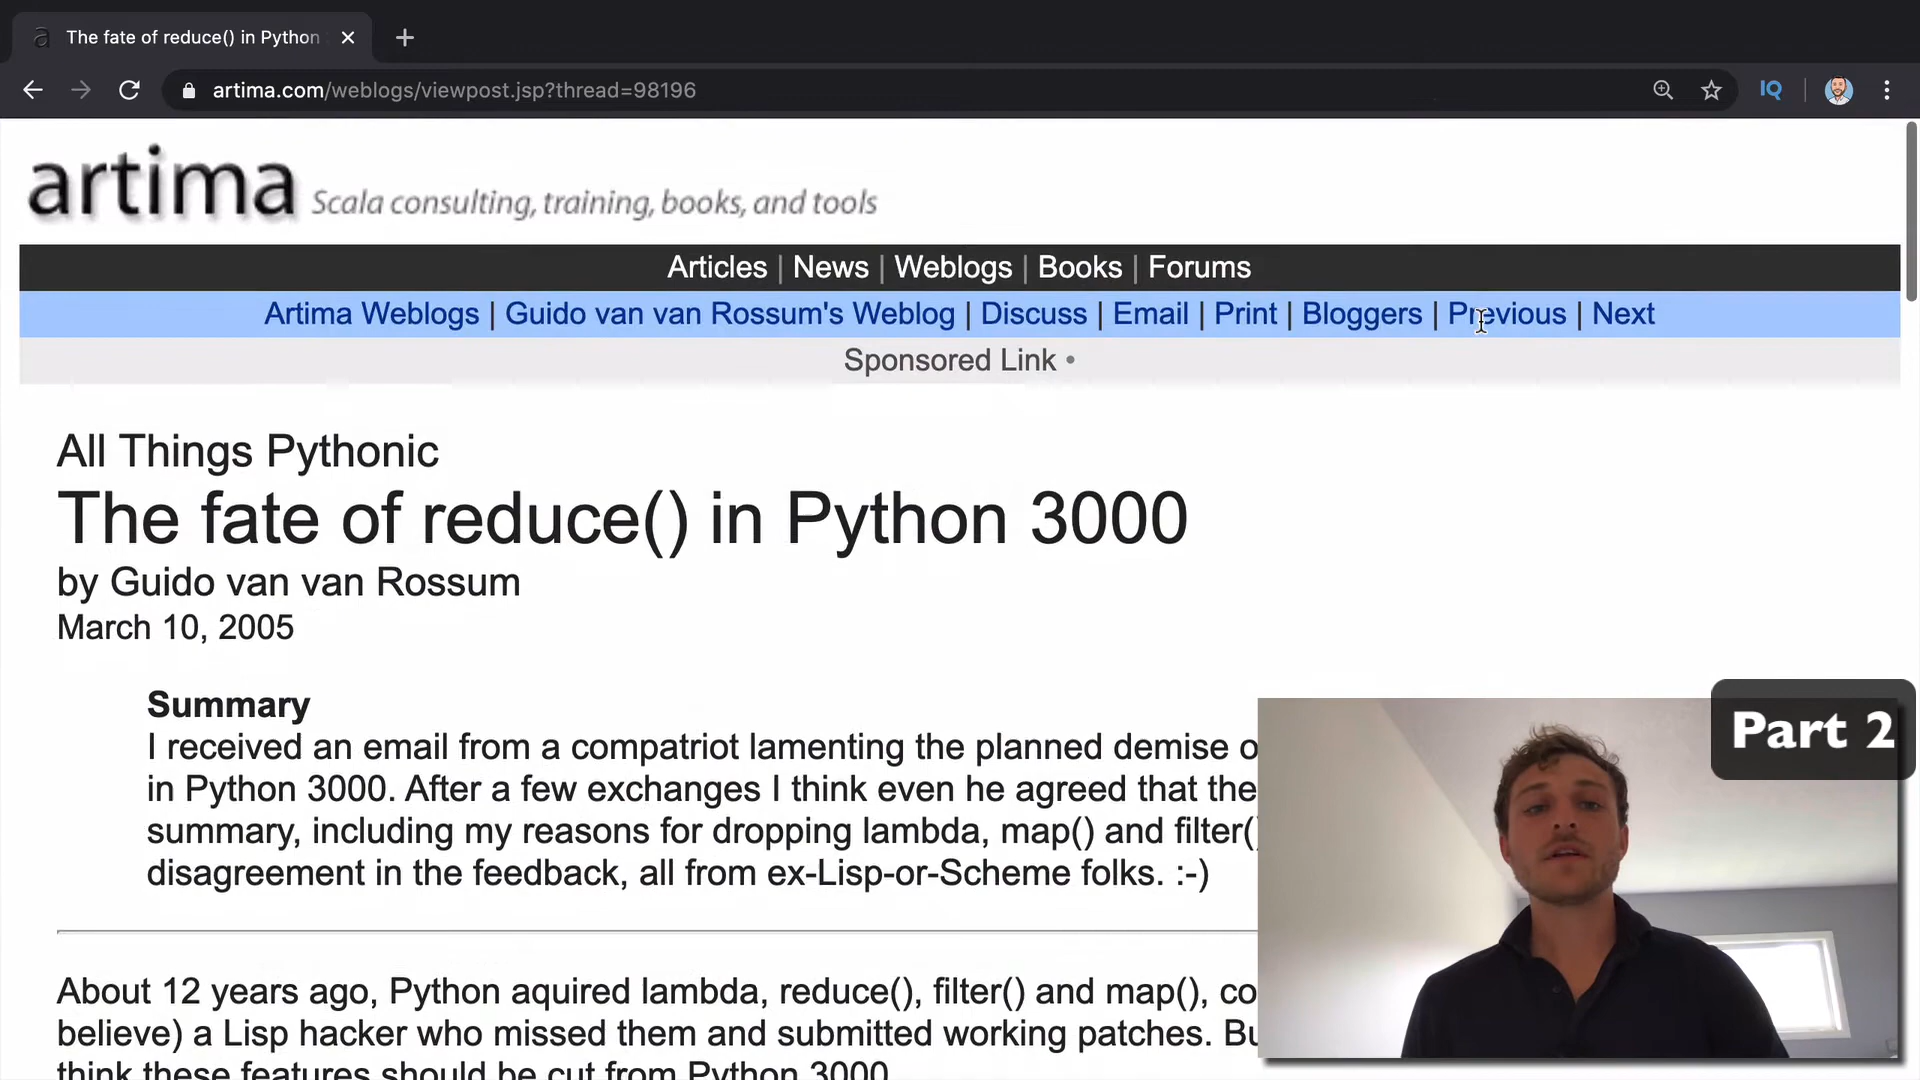 The fate of reduce() in Python
artima.com/weblogs/viewpost.jsp?thread=98196
IQ
artima Scala consulting, training, books, and tools
Articles | News | Weblogs | Books | Forums
Artima Weblogs | Guido van van Rossum's Weblog | Discuss | Email | Print | Bloggers | Previous | Next
Sponsored Link •
All Things Pythonic
The fate of reduce() in Python 3000
by Guido van van Rossum
March 10, 2005
Summary
I received an email from a compatriot lamenting the planned demise o
in Python 3000. After a few exchanges I think even he agreed that the
summary, including my reasons for dropping lambda, map() and filter()
disagreement in the feedback, all from ex-Lisp-or-Scheme folks. :-)
Part 2
About 12 years ago, Python aquired lambda, reduce(), filter() and map(), co
believe) a Lisp hacker who missed them and submitted working patches. Bu
think these features should be cut from Python 3000.